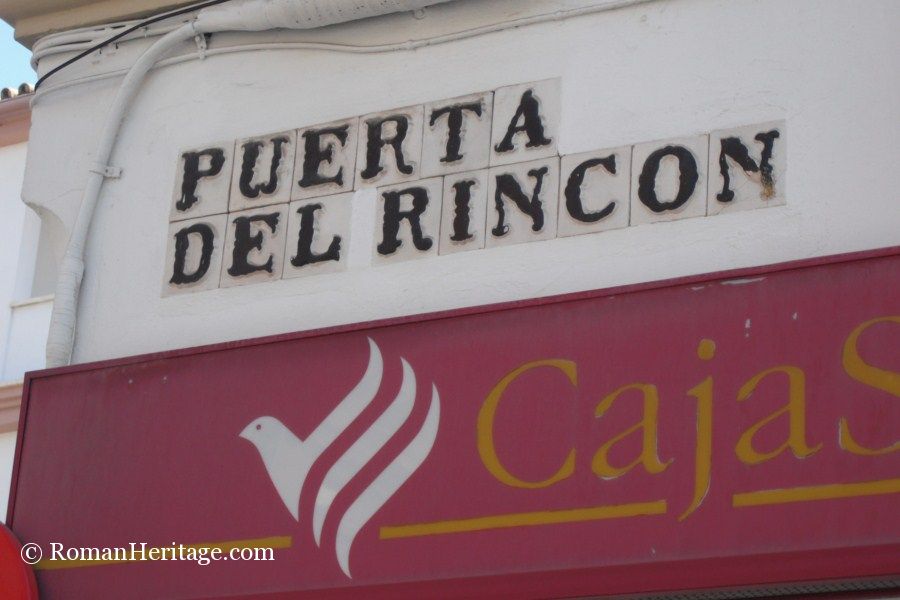 PUERTA
DEL RINCON
CajaS
© RomanHeritage.com